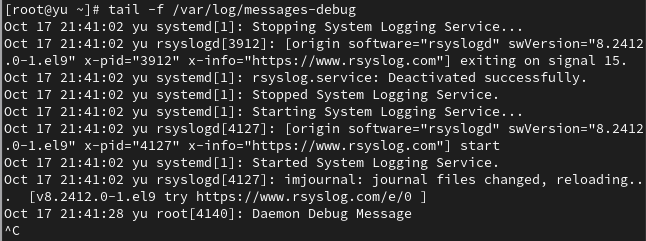 [root@yu ~]# tail -f /var/log/messages-debug
Oct 17 21:41:02 yu systemd[1]: Stopping System Logging Service...
Oct 17 21:41:02 yu rsyslogd[3912]: [origin software="rsyslogd" swVersion="8.2412
.0-1.el9" x-pid="3912" x-info="https://www.rsyslog.com"] exiting on signal 15.
Oct 17 21:41:02 yu systemd[1]: rsyslog.service: Deactivated successfully.
Oct 17 21:41:02 yu systemd[1]: Stopped System Logging Service.
Oct 17 21:41:02 yu systemd[1]: Starting System Logging Service...
Oct 17 21:41:02 yu rsyslogd[4127]: [origin software="rsyslogd" swVersion="8.2412
.0-1.el9" x-pid="4127" x-info="https://www.rsyslog.com"] start
Oct 17 21:41:02 yu systemd[1]: Started System Logging Service.
Oct 17 21:41:02 yu rsyslogd[4127]: imjournal: journal files changed, reloading..
.  [v8.2412.0-1.el9 try https://www.rsyslog.com/e/0 ]
Oct 17 21:41:28 yu root[4140]: Daemon Debug Message
^C